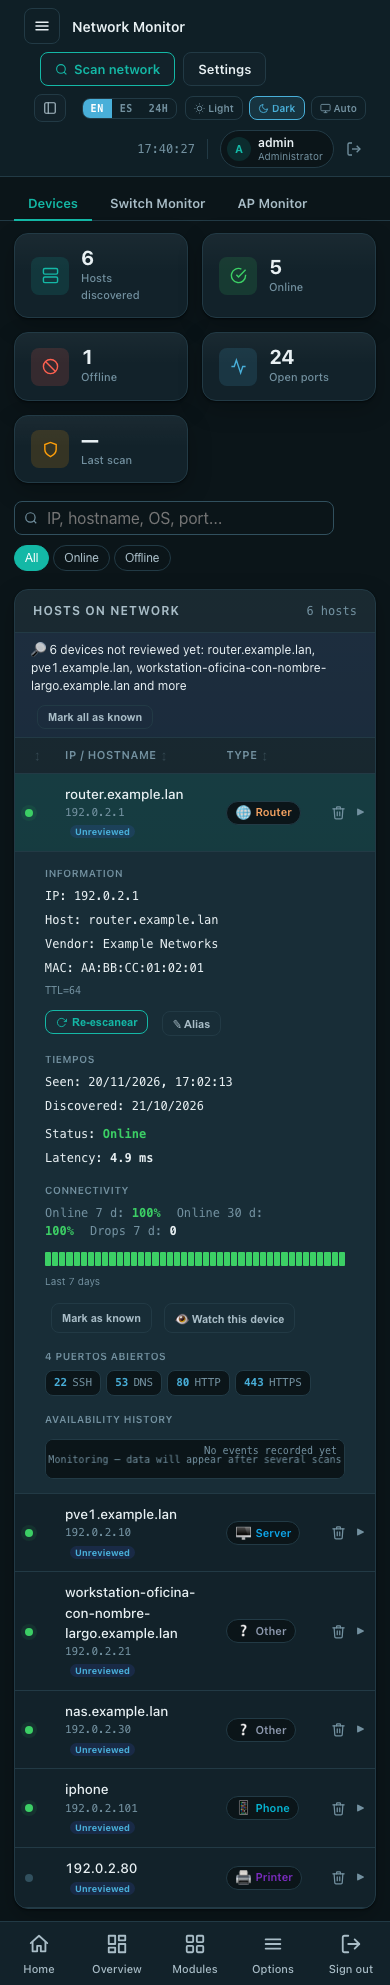 Network Monitor
Scan network
Settings
EN ES 24H Light Dark Auto
17:40:27 A admin
Administrator
Devices Switch Monitor AP Monitor
6
Hosts
discovered
5
Online
1
Offline
24
Open ports
—
Last scan
IP, hostname, OS, port...
All Online Offline
HOSTS ON NETWORK 6 hosts
6 devices not reviewed yet: router.example.lan,
pve1.example.lan, workstation-oficina-con-nombre-
largo.example.lan and more
Mark all as known
IP / HOSTNAME TYPE
router.example.lan
192.0.2.1
Unreviewed
Router
INFORMATION
IP: 192.0.2.1
Host: router.example.lan
Vendor: Example Networks
MAC: AA:BB:CC:01:02:01
TTL=64
Re-escanear Alias
TIEMPOS
Seen: 20/11/2026, 17:02:13
Discovered: 21/10/2026
Status: Online
Latency: 4.9 ms
CONNECTIVITY
Online 7 d: 100% Online 30 d:
100% Drops 7 d: 0
Last 7 days
Mark as known Watch this device
4 PUERTOS ABIERTOS
22 SSH 53 DNS 80 HTTP 443 HTTPS
AVAILABILITY HISTORY
No events recorded yet
Monitoring — data will appear after several scans
pve1.example.lan
192.0.2.10
Unreviewed
Server
workstation-oficina-
con-nombre-
largo.example.lan
192.0.2.21
Unreviewed
? Other
nas.example.lan
192.0.2.30
Unreviewed
? Other
iphone
192.0.2.101
Unreviewed
Phone
192.0.2.80
Unreviewed
Printer
Home Overview Modules Options Sign out